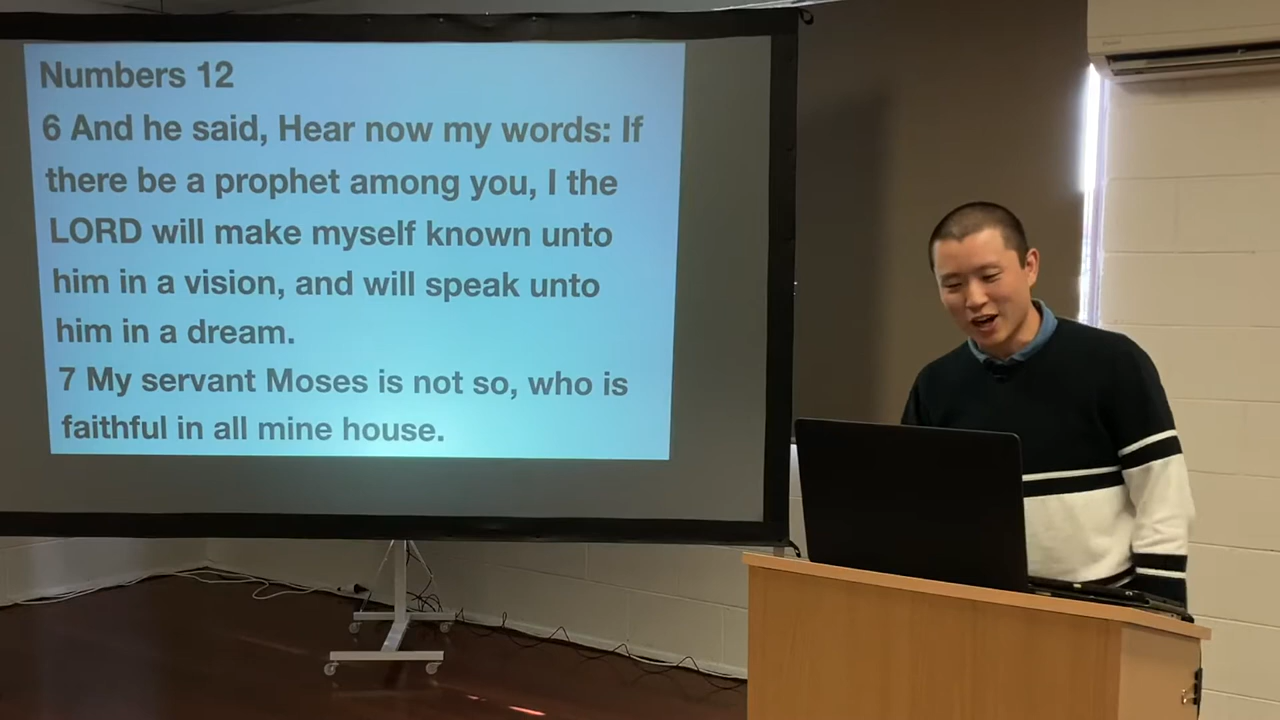 Numbers 12
6 And he said, Hear now my words: If
there be a prophet among you, I the
LORD will make myself known unto
him in a vision, and will speak unto
him in a dream.
7 My servant Moses is not so, who is
faithful in all mine house.